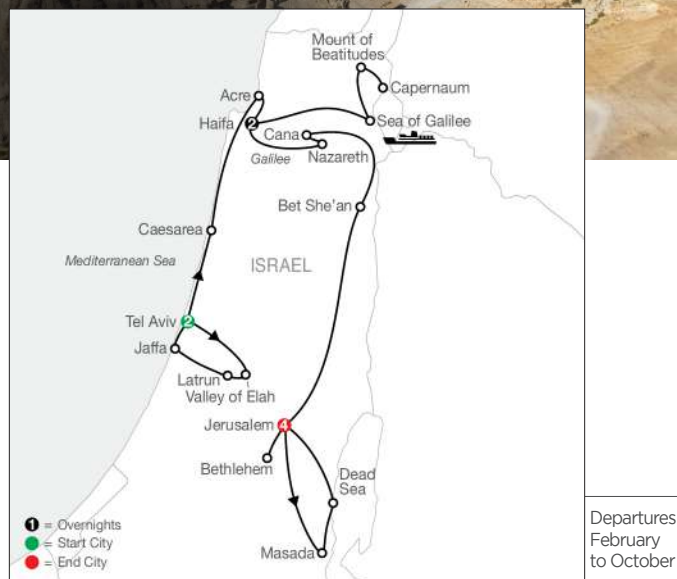 Mount of
Beatitudes
Capernaum
Acre
Haifa
2
Sea of Galilee
Cana
Galilee
Nazareth
Bet She'an
Caesarea
Mediterranean Sea
ISRAEL
Tel Aviv
2
Jaffa
Latrun
Valley of Elah
Jerusalem
4
Bethlehem
Dead
Sea
Masada
1 = Overnights
= Start City
= End City
Departures
February
to October